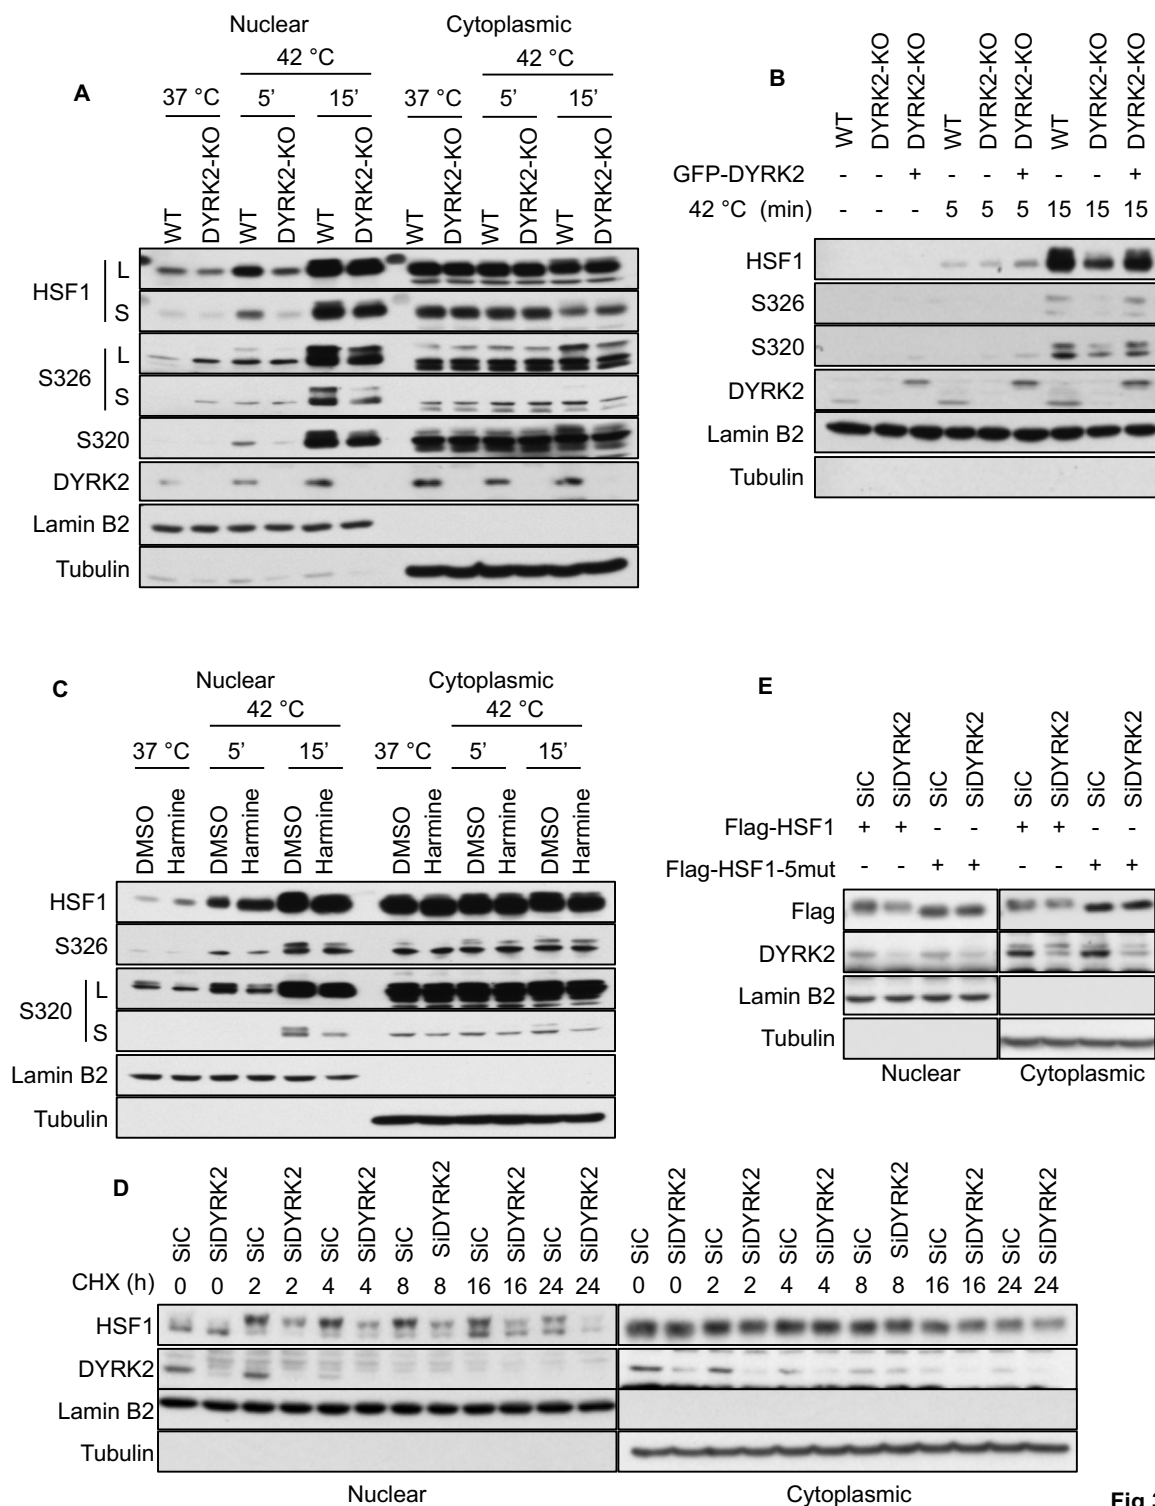 A
Nuclear
Cytoplasmic
42 °C
42 °C
37 °C
5’
15’
37 °C
5’
15’
WT
DYRK2-KO
WT
DYRK2-KO
WT
DYRK2-KO
WT
DYRK2-KO
WT
DYRK2-KO
WT
DYRK2-KO
HSF1
L
S
S326
L
S
S320
DYRK2
Lamin B2
Tubulin
B
WT
DYRK2-KO
DYRK2-KO
WT
DYRK2-KO
DYRK2-KO
WT
DYRK2-KO
DYRK2-KO
GFP-DYRK2 - - + - - + - - +
42 °C (min) - - - 5 5 5 15 15 15
HSF1
S326
S320
DYRK2
Lamin B2
Tubulin
C
Nuclear
Cytoplasmic
42 °C
42 °C
37 °C
5’
15’
37 °C
5’
15’
DMSO
Harmine
DMSO
Harmine
DMSO
Harmine
DMSO
Harmine
DMSO
Harmine
DMSO
Harmine
HSF1
S326
S320
L
S
Lamin B2
Tubulin
E
SiC
SiDYRK2
SiC
SiDYRK2
SiC
SiDYRK2
SiC
SiDYRK2
Flag-HSF1 + + - - + + - -
Flag-HSF1-5mut - - + + - - + +
Flag
DYRK2
Lamin B2
Tubulin
Nuclear
Cytoplasmic
D
SiC
SiDYRK2
SiC
SiDYRK2
SiC
SiDYRK2
SiC
SiDYRK2
SiC
SiDYRK2
SiC
SiDYRK2
SiC
SiDYRK2
SiC
SiDYRK2
SiC
SiDYRK2
SiC
SiDYRK2
SiC
SiDYRK2
SiC
SiDYRK2
CHX (h) 0 0 2 2 4 4 8 8 16 16 24 24 0 0 2 2 4 4 8 8 16 16 24 24
HSF1
DYRK2
Lamin B2
Tubulin
Nuclear
Cytoplasmic
Fig